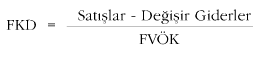 Satışlar - Değişir Giderler
FKD =
FVÖK